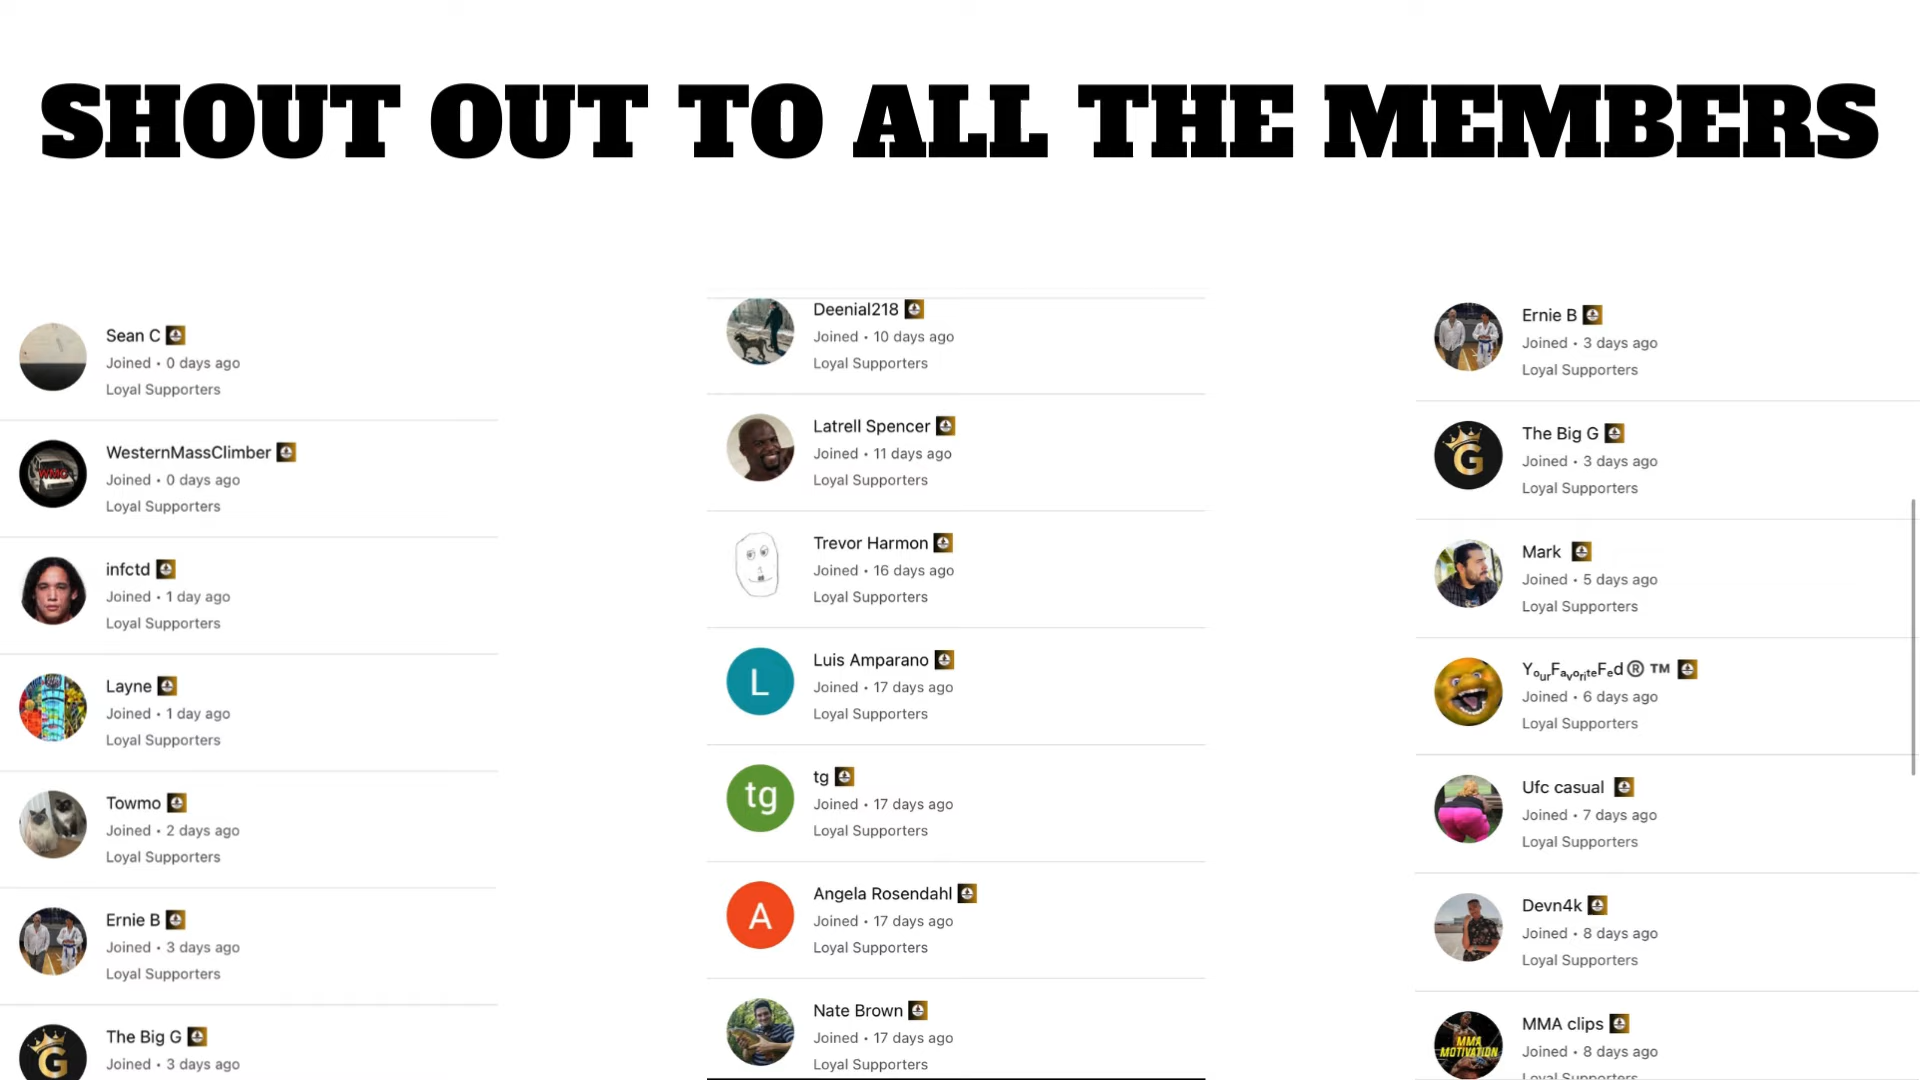 SHOUT OUT TO ALL THE MEMBERS
Sean C
Joined • 0 days ago
Loyal Supporters
WesternMassClimber
Joined • 0 days ago
Loyal Supporters
infctd
Joined • 1 day ago
Loyal Supporters
Layne
Joined • 1 day ago
Loyal Supporters
Towmo
Joined • 2 days ago
Loyal Supporters
Ernie B
Joined • 3 days ago
Loyal Supporters
G
The Big G
Joined • 3 days ago
Deenial218
Joined • 10 days ago
Loyal Supporters
Latrell Spencer
Joined • 11 days ago
Loyal Supporters
Trevor Harmon
Joined • 16 days ago
Loyal Supporters
L
Luis Amparano
Joined • 17 days ago
Loyal Supporters
tg
tg
Joined • 17 days ago
Loyal Supporters
A
Angela Rosendahl
Joined • 17 days ago
Loyal Supporters
Nate Brown
Joined • 17 days ago
Loyal Supporters
Ernie B
Joined • 3 days ago
Loyal Supporters
G
The Big G
Joined • 3 days ago
Loyal Supporters
Mark
Joined • 5 days ago
Loyal Supporters
YₒᵤᵣFₐᵥₒᵣᵢₜₑFₑd® ™
Joined • 6 days ago
Loyal Supporters
Ufc casual
Joined • 7 days ago
Loyal Supporters
Devn4k
Joined • 8 days ago
Loyal Supporters
MMA
MOTIVATION
MMA clips
Joined • 8 days ago
Loyal Supporters